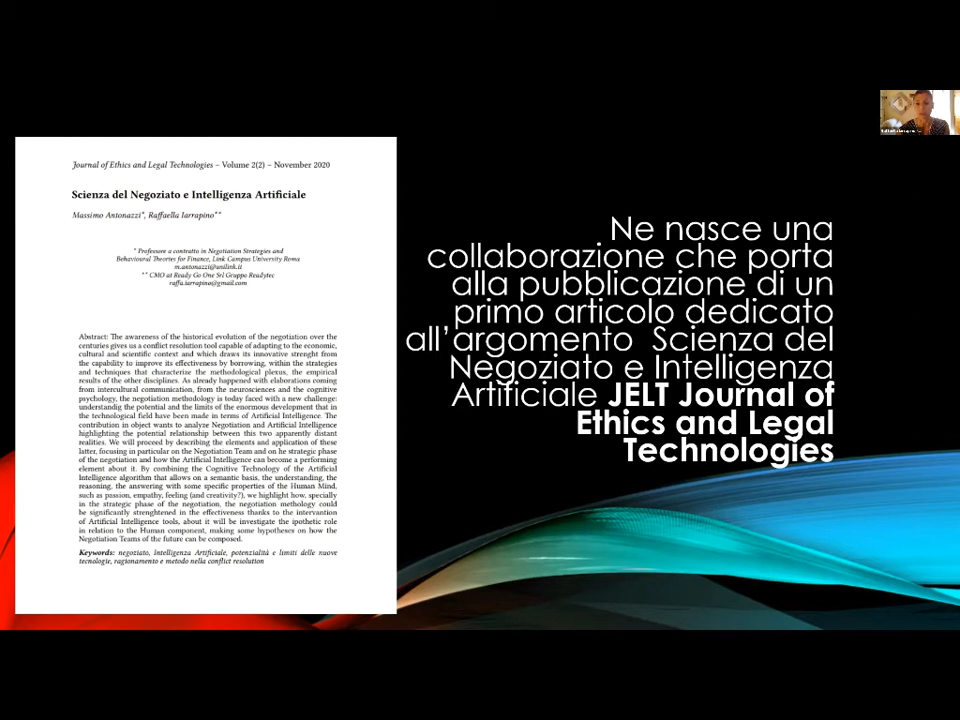 Journal of Ethics and Legal Technologies – Volume 2(2) – November 2020
Scienza del Negoziato e Intelligenza Artificiale
Massimo Antonazzi*, Raffaella Iarrapino**
* Professore a contratto in Negotiation Strategies and
Behavioural Theories for Finance, Link Campus University Roma
m.antonazzi@unilink.it
** CMO at Ready Go One Srl Gruppo Readytec
raffa.iarrapino@gmail.com
Abstract: The awareness of the historical evolution of the negotiation over the
centuries gives us a conflict resolution tool capable of adapting to the economic,
cultural and scientific context and which draws its innovative strenght from
the capability to improve its effectiveness by borrowing, within the strategies
and techniques that characterize the methodological plexus, the empirical
results of the other disciplines. As already happened with elaborations coming
from intercultural communication, from the neurosciences and the cognitive
psychology, the negotiation methodology is today faced with a new challenge:
understandig the potential and the limits of the enormous development that in
the technological field have been made in terms of Artificial Intelligence. The
contribution in object wants to analyze Negotiation and Artificial Intelligence
highlighting the potential relationship between this two apparently distant
realities. We will proceed by describing the elements and application of these
latter, focusing in particular on the Negotiation Team and on he strategic phase
of the negotiation and how the Artificial Intelligence can become a performing
element about it. By combining the Cognitive Technology of the Artificial
Intelligence algorithm that allows on a semantic basis, the understanding, the
reasoning, the answering with some specific properties of the Human Mind,
such as passion, empathy, feeling (and creativity?), we highlight how, specially
in the strategic phase of the negotiation, the negotiation methology could
be significantly strenghtened in the effectiveness thanks to the intervention
of Artificial Intelligence tools, about it will be investigate the ipothetic role
in relation to the Human component, making some hypotheses on how the
Negotiation Teams of the future can be composed.
Keywords: negoziato, Intelligenza Artificiale, potenzialità e limiti delle nuove
tecnologie, ragionamento e metodo nella conflict resolution
Ne nasce una
collaborazione che porta
alla pubblicazione di un
primo articolo dedicato
all'argomento Scienza del
Negoziato e Intelligenza
Artificiale JELT Journal of
Ethics and Legal
Technologies